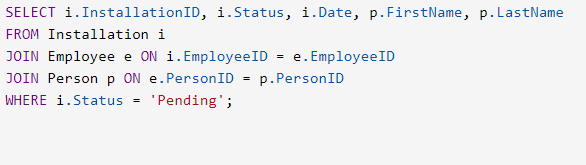 SELECT i.InstallationID, i.Status, i.Date, p.FirstName, p.LastName
FROM Installation i
JOIN Employee e ON i.EmployeeID = e.EmployeeID
JOIN Person p ON e.PersonID = p.PersonID
WHERE i.Status = 'Pending';